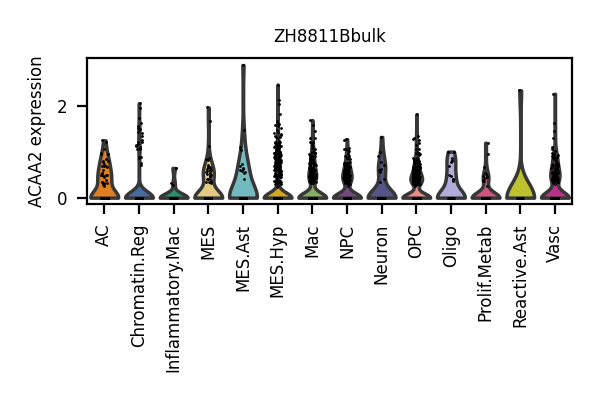 ZH8811Bbulk
ACAA2 expression
2
0
AC
Chromatin.Reg
Inflammatory.Mac
MES
MES.Ast
MES.Hyp
Mac
NPC
Neuron
OPC
Oligo
Prolif.Metab
Reactive.Ast
Vasc